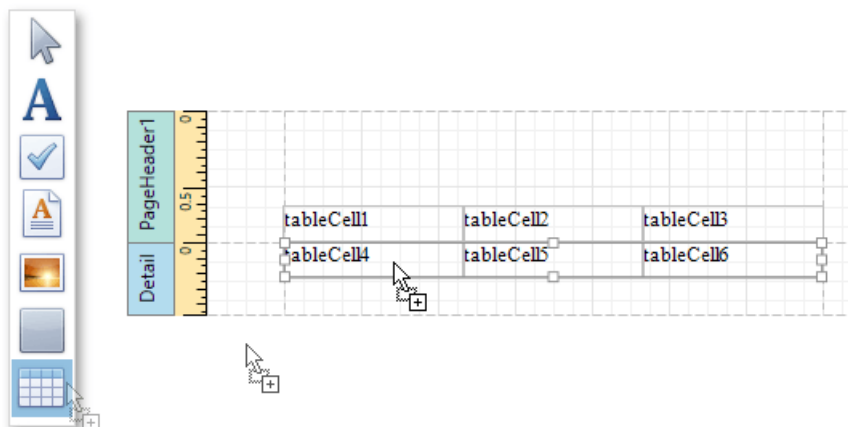 A
A
PageHeader1
0
0.5
tableCell1 tableCell2 tableCell3
Detail
0
tableCell4 tableCell5 tableCell6